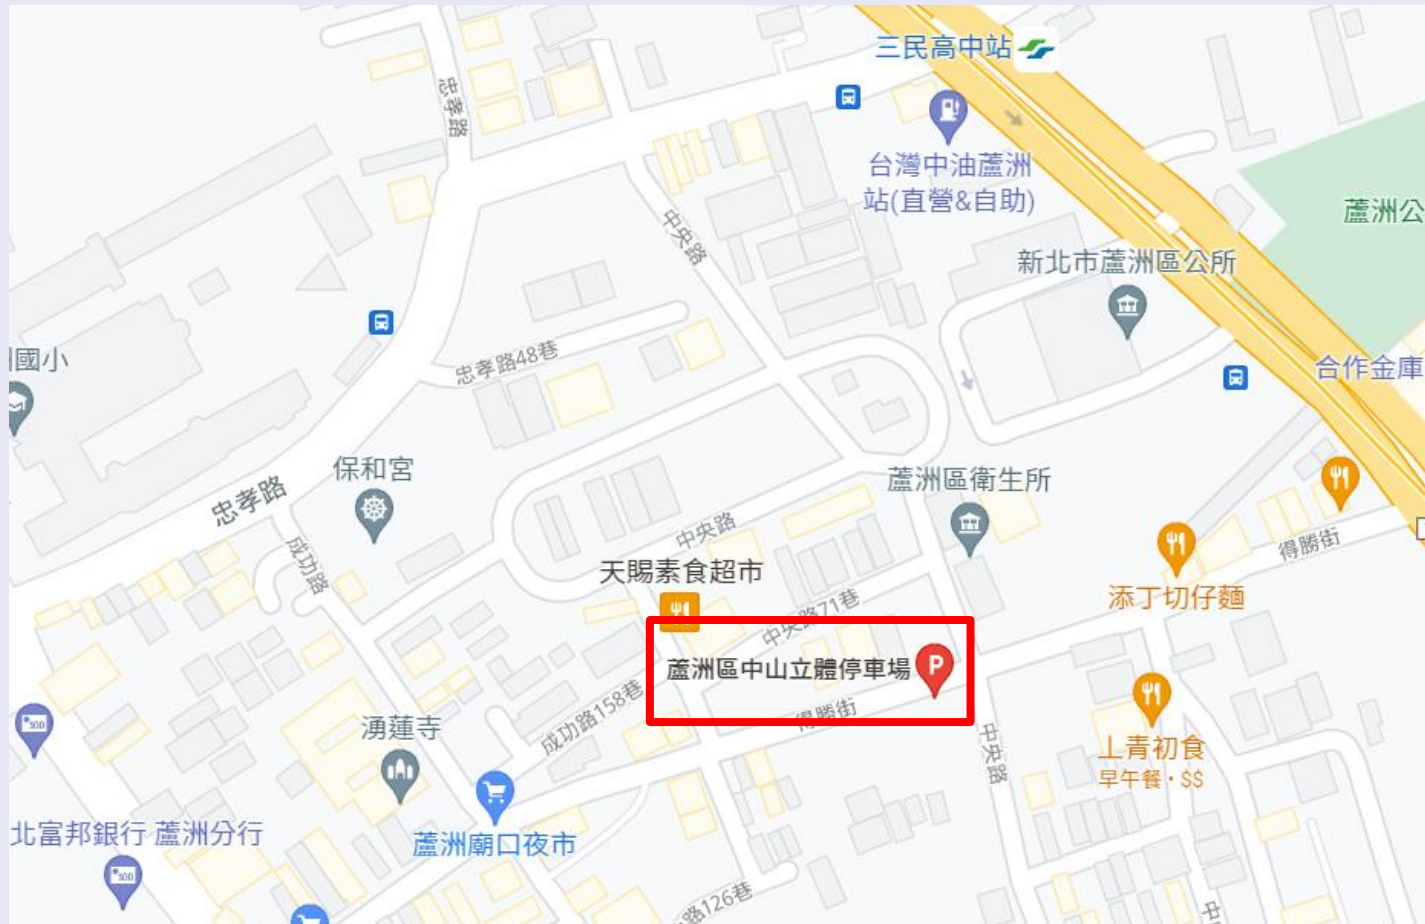 三民高中站
忠孝路
台灣中油蘆洲
站(直營&自助)
蘆洲公
中央路
新北市蘆洲區公所
國小
忠孝路48巷
合作金庫
保和宮
忠孝路
蘆洲區衛生所
中央路
得勝街
成功路
天賜素食超市
添丁切仔麵
中央路71巷
蘆洲區中山立體停車場
P
成功路158巷
得勝街
湧蓮寺
中央路
上青初食
早午餐・$$
北富邦銀行 蘆洲分行
蘆洲廟口夜市
路126巷
中